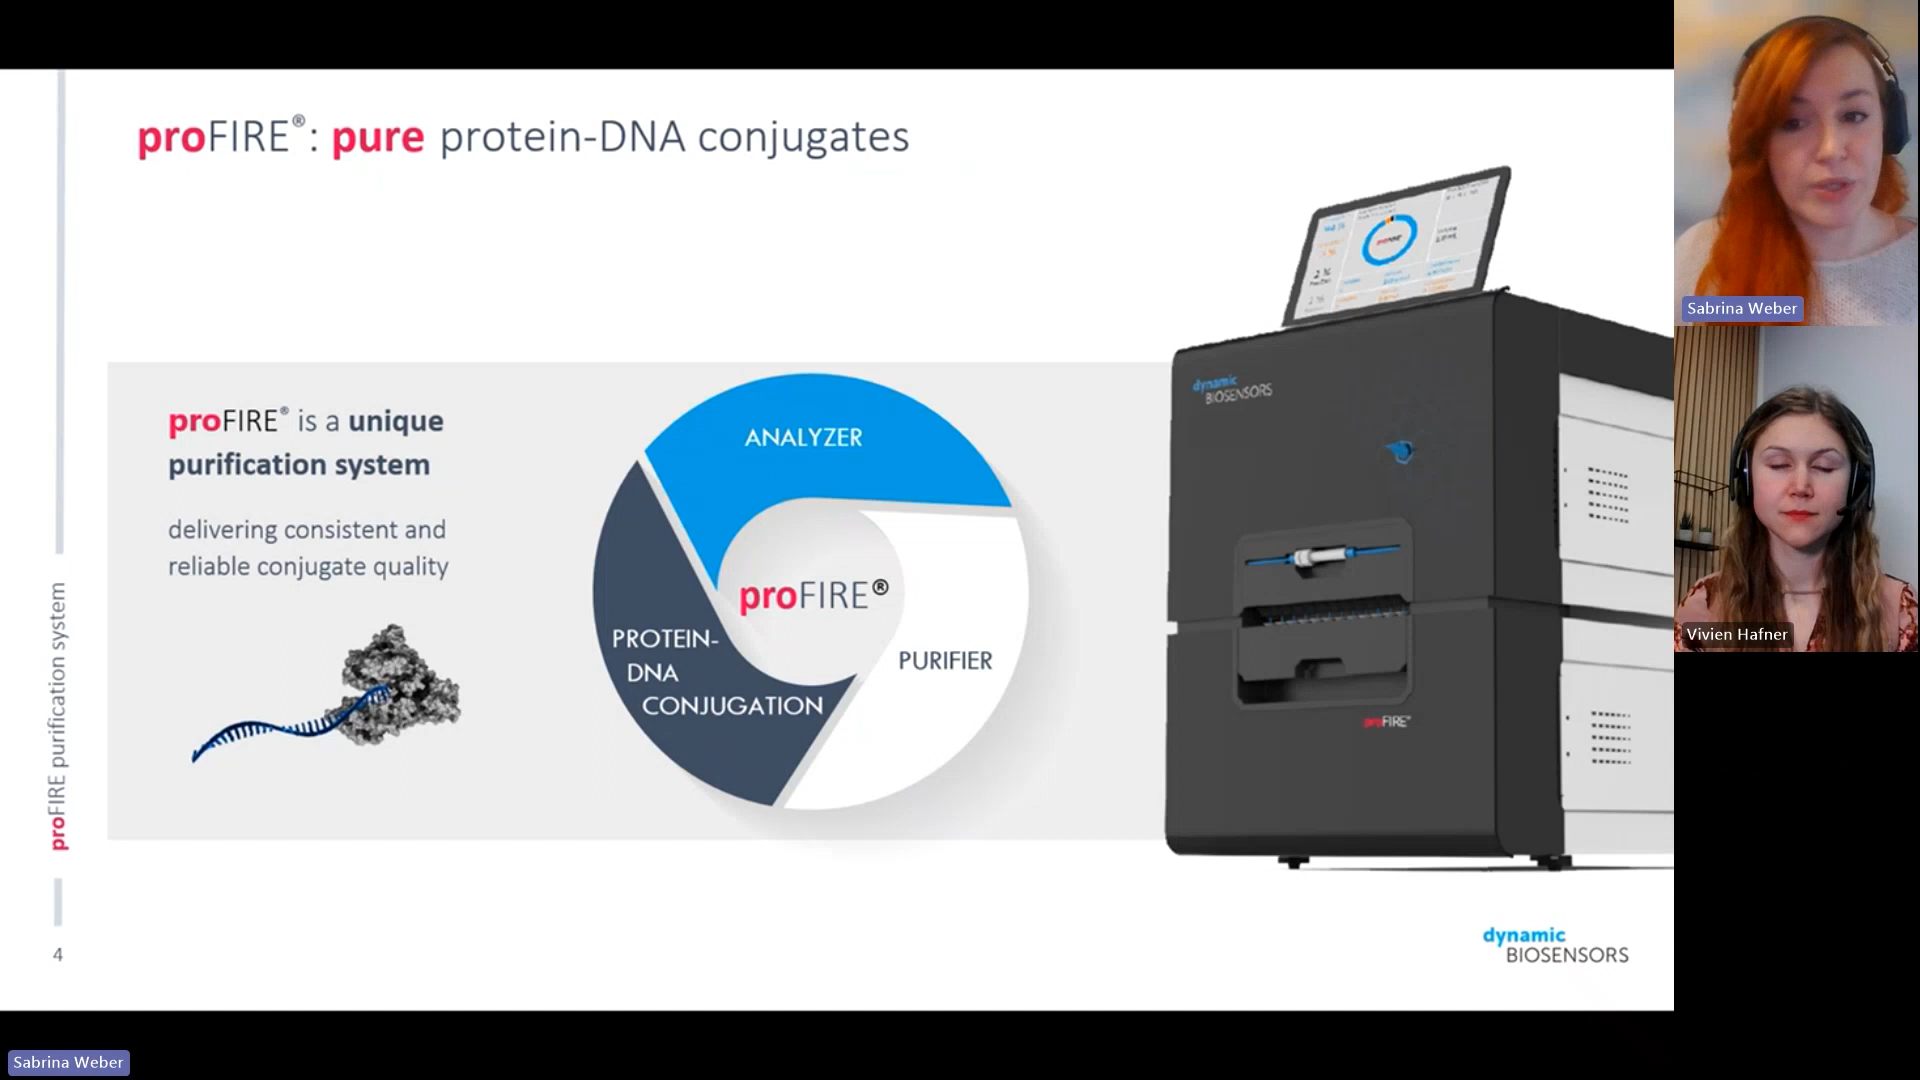 proFIRE®: pure protein-DNA conjugates
proFIRE® is a unique
purification system
delivering consistent and
reliable conjugate quality
ANALYZER
PROTEIN-
DNA
CONJUGATION
PURIFIER
proFIRE®
dynamic
BIOSENSORS
proFIRE
proFIRE purification system
4
dynamic
BIOSENSORS
Sabrina Weber
Vivien Hafner
Sabrina Weber